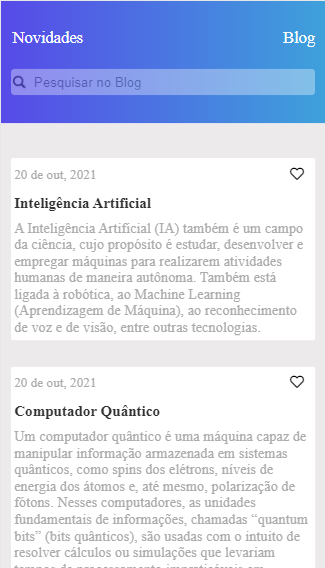 Novidades Blog
Pesquisar no Blog
20 de out, 2021
Inteligência Artificial
A Inteligência Artificial (IA) também é um campo
da ciência, cujo propósito é estudar, desenvolver e
empregar máquinas para realizarem atividades
humanas de maneira autônoma. Também está
ligada à robótica, ao Machine Learning
(Aprendizagem de Máquina), ao reconhecimento
de voz e de visão, entre outras tecnologias.
20 de out, 2021
Computador Quântico
Um computador quântico é uma máquina capaz de
manipular informação armazenada em sistemas
quânticos, como spins dos elétrons, níveis de
energia dos átomos e, até mesmo, polarização de
fótons. Nesses computadores, as unidades
fundamentais de informações, chamadas “quantum
bits” (bits quânticos), são usadas com o intuito de
resolver cálculos ou simulações que levariam